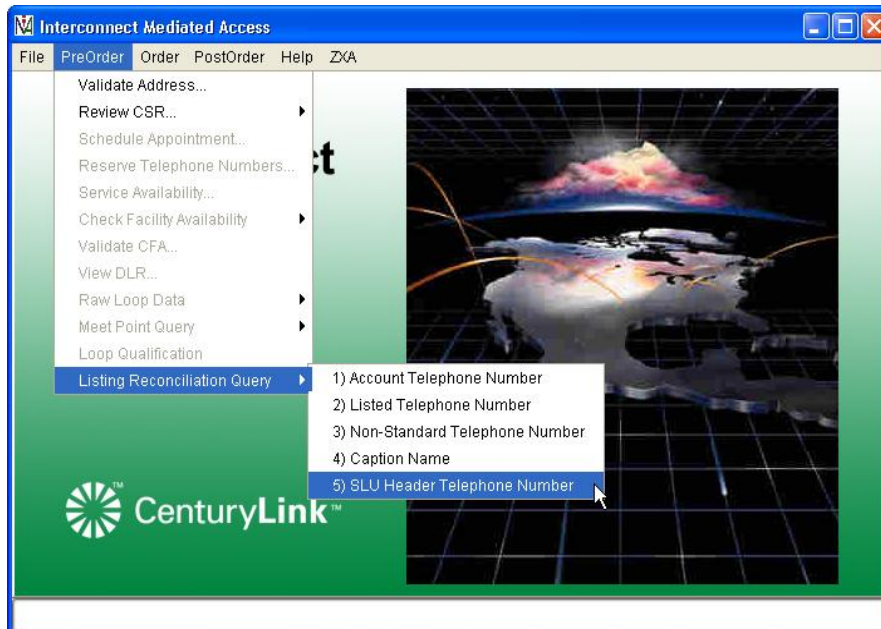 Interconnect Mediated Access
File PreOrder Order PostOrder Help ZXA
Validate Address...
Review CSR...
Schedule Appointment...
Reserve Telephone Numbers...
Service Availability...
Check Facility Availability
Validate CFA...
View DLR...
Raw Loop Data
Meet Point Query
Loop Qualification
Listing Reconciliation Query
1) Account Telephone Number
2) Listed Telephone Number
3) Non-Standard Telephone Number
4) Caption Name
5) SLU Header Telephone Number
CenturyLink™